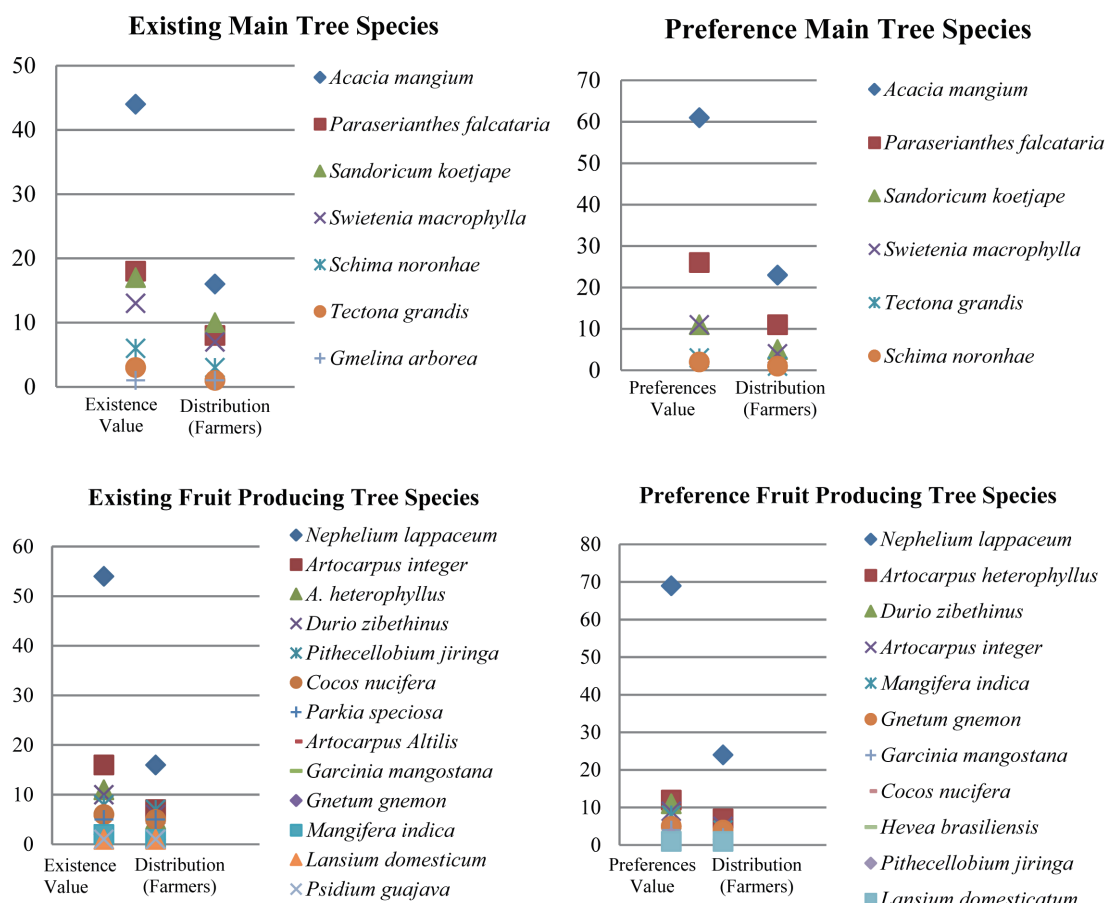 Existing Main Tree Species
50
40
30
20
10
0
Existence
Value
Distribution
(Farmers)
Acacia mangium
Paraserianthes falcataria
Sandoricum koetjape
Swietenia macrophylla
Schima noronhae
Tectona grandis
Gmelina arborea
Preference Main Tree Species
70
60
50
40
30
20
10
0
Preferences
Value
Distribution
(Farmers)
Acacia mangium
Paraserianthes falcataria
Sandoricum koetjape
Swietenia macrophylla
Tectona grandis
Schima noronhae
Existing Fruit Producing Tree Species
60
50
40
30
20
10
0
Existence
Value
Distribution
(Farmers)
Nephelium lappaceum
Artocarpus integer
A. heterophyllus
Durio zibethinus
Pithecellobium jiringa
Cocos nucifera
Parkia speciosa
Artocarpus Altilis
Garcinia mangostana
Gnetum gnemon
Mangifera indica
Lansium domesticum
Psidium guajava
Preference Fruit Producing Tree Species
80
70
60
50
40
30
20
10
0
Preferences
Value
Distribution
(Farmers)
Nephelium lappaceum
Artocarpus heterophyllus
Durio zibethinus
Artocarpus integer
Mangifera indica
Gnetum gnemon
Garcinia mangostana
Cocos nucifera
Hevea brasiliensis
Pithecellobium jiringa
Lansium domesticatum